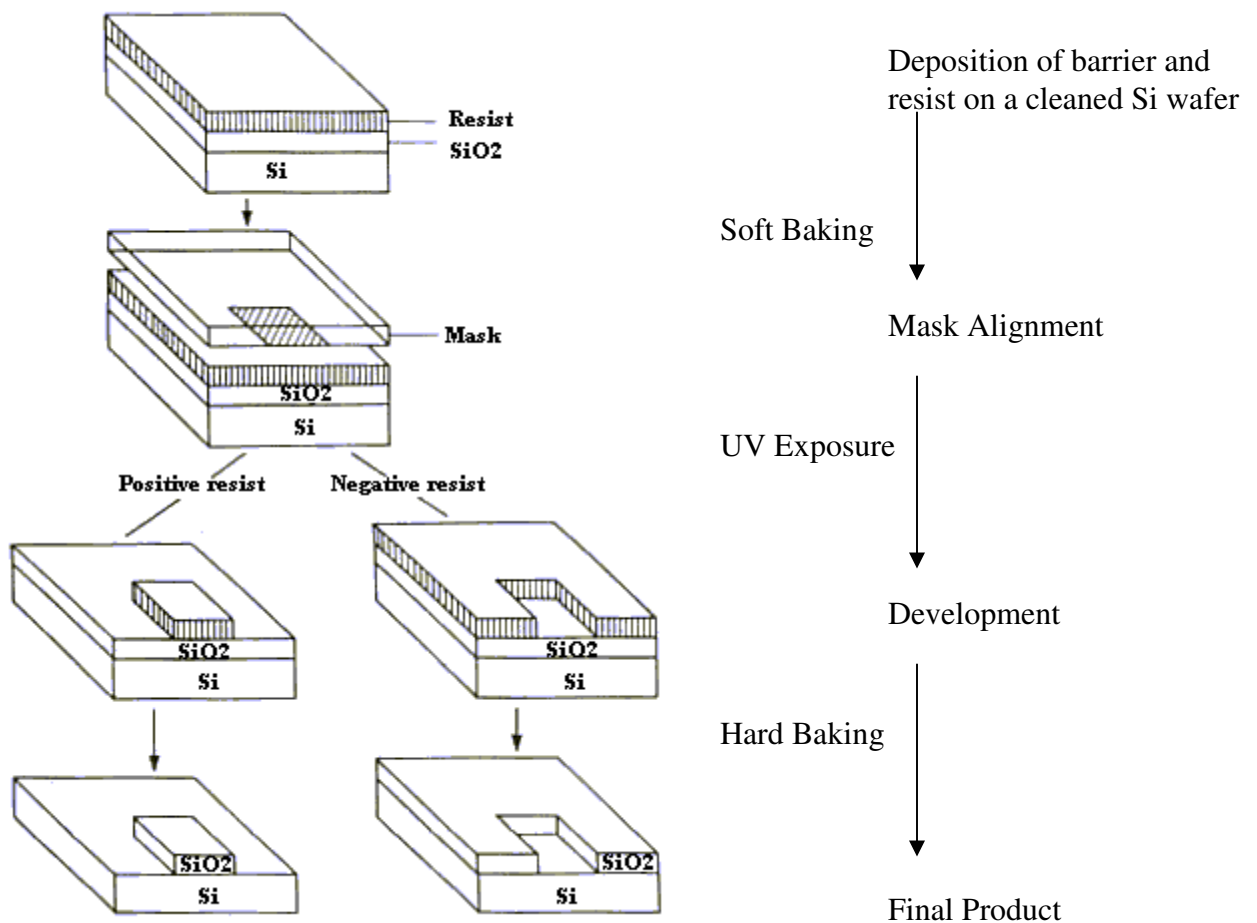 Resist
SiO2
Si
Mask
SiO2
Si
Positive resist
Negative resist
SiO2
Si
SiO2
Si
SiO2
Si
SiO2
Si
Deposition of barrier and
resist on a cleaned Si wafer
Soft Baking
Mask Alignment
UV Exposure
Development
Hard Baking
Final Product